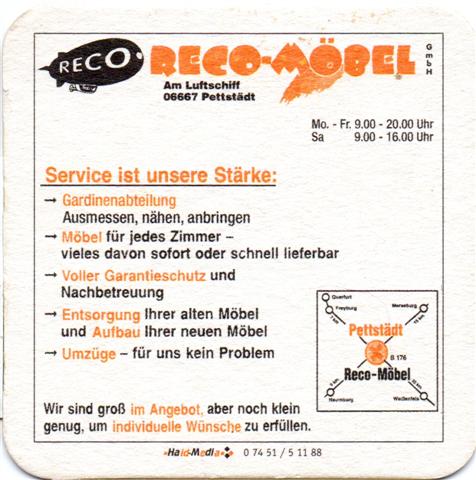 RECO
RECO-MÖBEL GmbH
Am Luftschiff
06667 Pettstädt
Mo. - Fr. 9.00 - 20.00 Uhr
Sa 9.00 - 16.00 Uhr
Service ist unsere Stärke:
→ Gardinenabteilung
Ausmessen, nähen, anbringen
→ Möbel für jedes Zimmer –
vieles davon sofort oder schnell lieferbar
→ Voller Garantieschutz und
Nachbetreuung
→ Entsorgung Ihrer alten Möbel
und Aufbau Ihrer neuen Möbel
→ Umzüge – für uns kein Problem
Querfurt
Freyburg
Merseburg
Pettstädt
B 176
Reco-Möbel
Naumburg
Weißenfels
Wir sind groß im Angebot, aber noch klein
genug, um individuelle Wünsche zu erfüllen.
Haid-Media 0 74 51 / 5 11 88